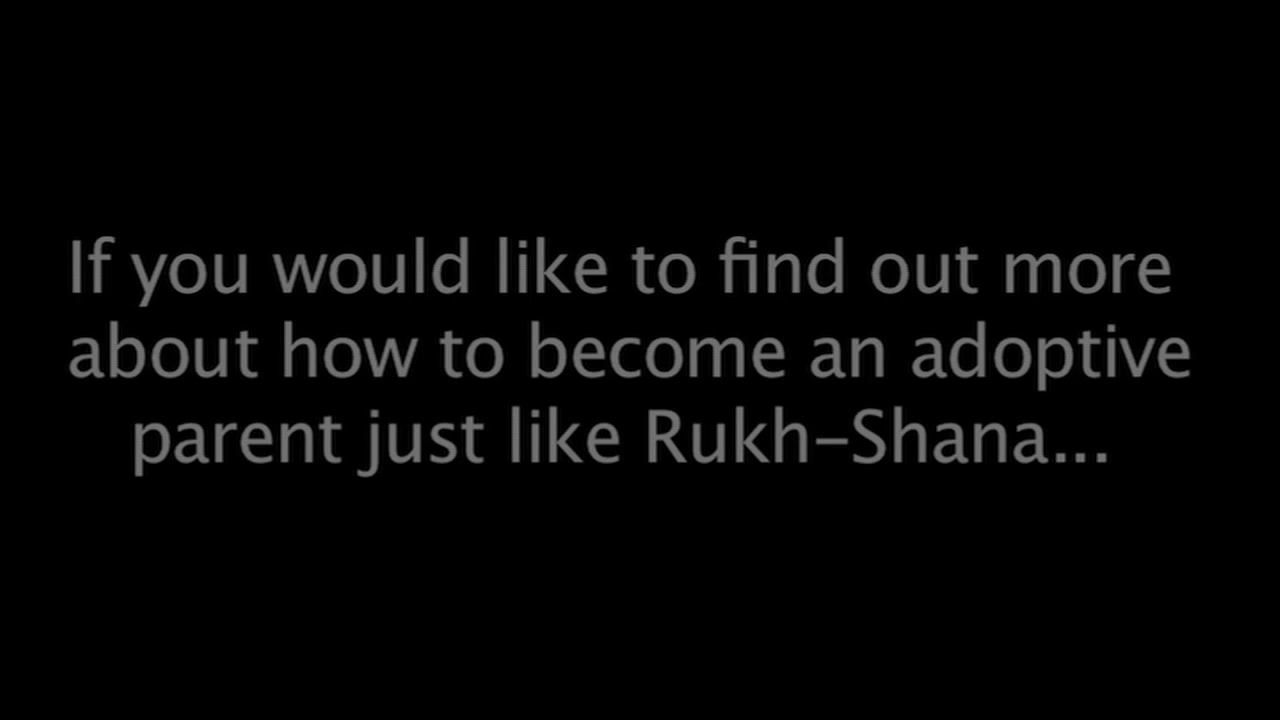 If you would like to find out more
about how to become an adoptive
parent just like Rukh-Shana...